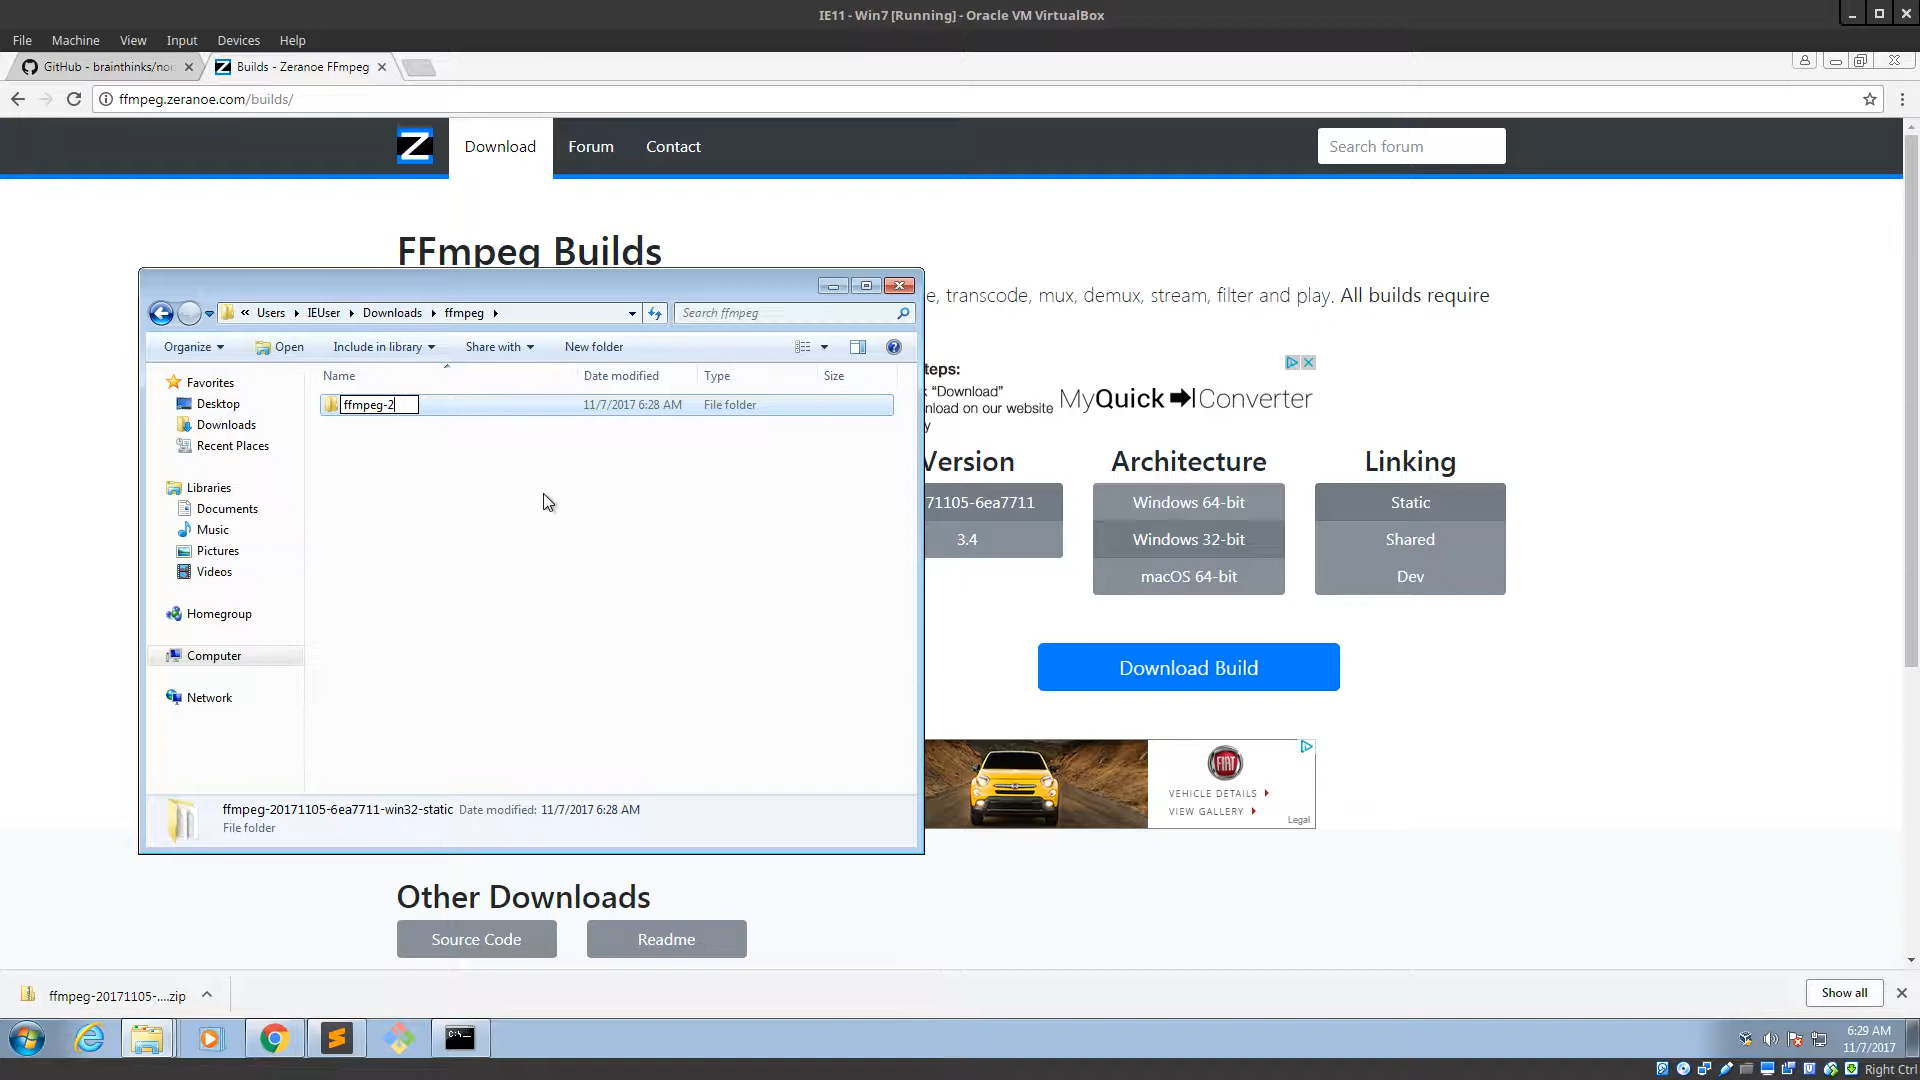 IE11 - Win7 [Running] - Oracle VM VirtualBox
File Machine View Input Devices Help
GitHub - brainthinks/no
Builds - Zeranoe FFmpeg
ffmpeg.zeranoe.com/builds/
Z Download Forum Contact Search forum
FFmpeg Builds
e, transcode, mux, demux, stream, filter and play. All builds require
Users IEUser Downloads ffmpeg Search ffmpeg
Organize Open Include in library Share with New folder
Name Date modified Type Size
ffmpeg-2 11/7/2017 6:28 AM File folder
Favorites
Desktop
Downloads
Recent Places
Libraries
Documents
Music
Pictures
Videos
Homegroup
Computer
Network
ffmpeg-20171105-6ea7711-win32-static Date modified: 11/7/2017 6:28 AM
File folder
teps:
"Download"
nload on our website
y
MyQuick Converter
Version
71105-6ea7711
3.4
Architecture
Windows 64-bit
Windows 32-bit
macOS 64-bit
Linking
Static
Shared
Dev
Download Build
FIAT
VEHICLE DETAILS
VIEW GALLERY
Legal
Other Downloads
Source Code Readme
ffmpeg-20171105-....zip
Show all
C:\.
6:29 AM
11/7/2017
Right Ctrl